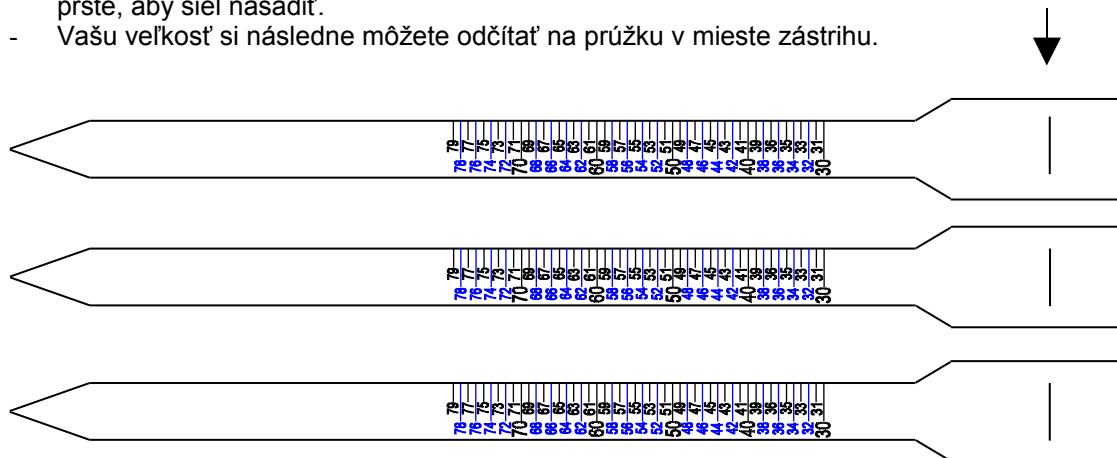 prste, aby šiel nasadiť.
- Vašu veľkosť si následne môžete odčítať na prúžku v mieste zástrihu.
79 77 75 73 71 69 67 65 63 61 59 57 55 53 51 49 47 45 43 41 39 36 35 33 31
78 76 74 72 70 68 66 64 62 60 58 56 54 52 50 48 46 44 42 40 38 36 34 32 30
79 77 75 73 71 69 67 65 63 61 59 57 55 53 51 49 47 45 43 41 39 36 35 33 31
78 76 74 72 70 68 66 64 62 60 58 56 54 52 50 48 46 44 42 40 38 36 34 32 30
79 77 75 73 71 69 67 65 63 61 59 57 55 53 51 49 47 45 43 41 39 36 35 33 31
78 76 74 72 70 68 66 64 62 60 58 56 54 52 50 48 46 44 42 40 38 36 34 32 30